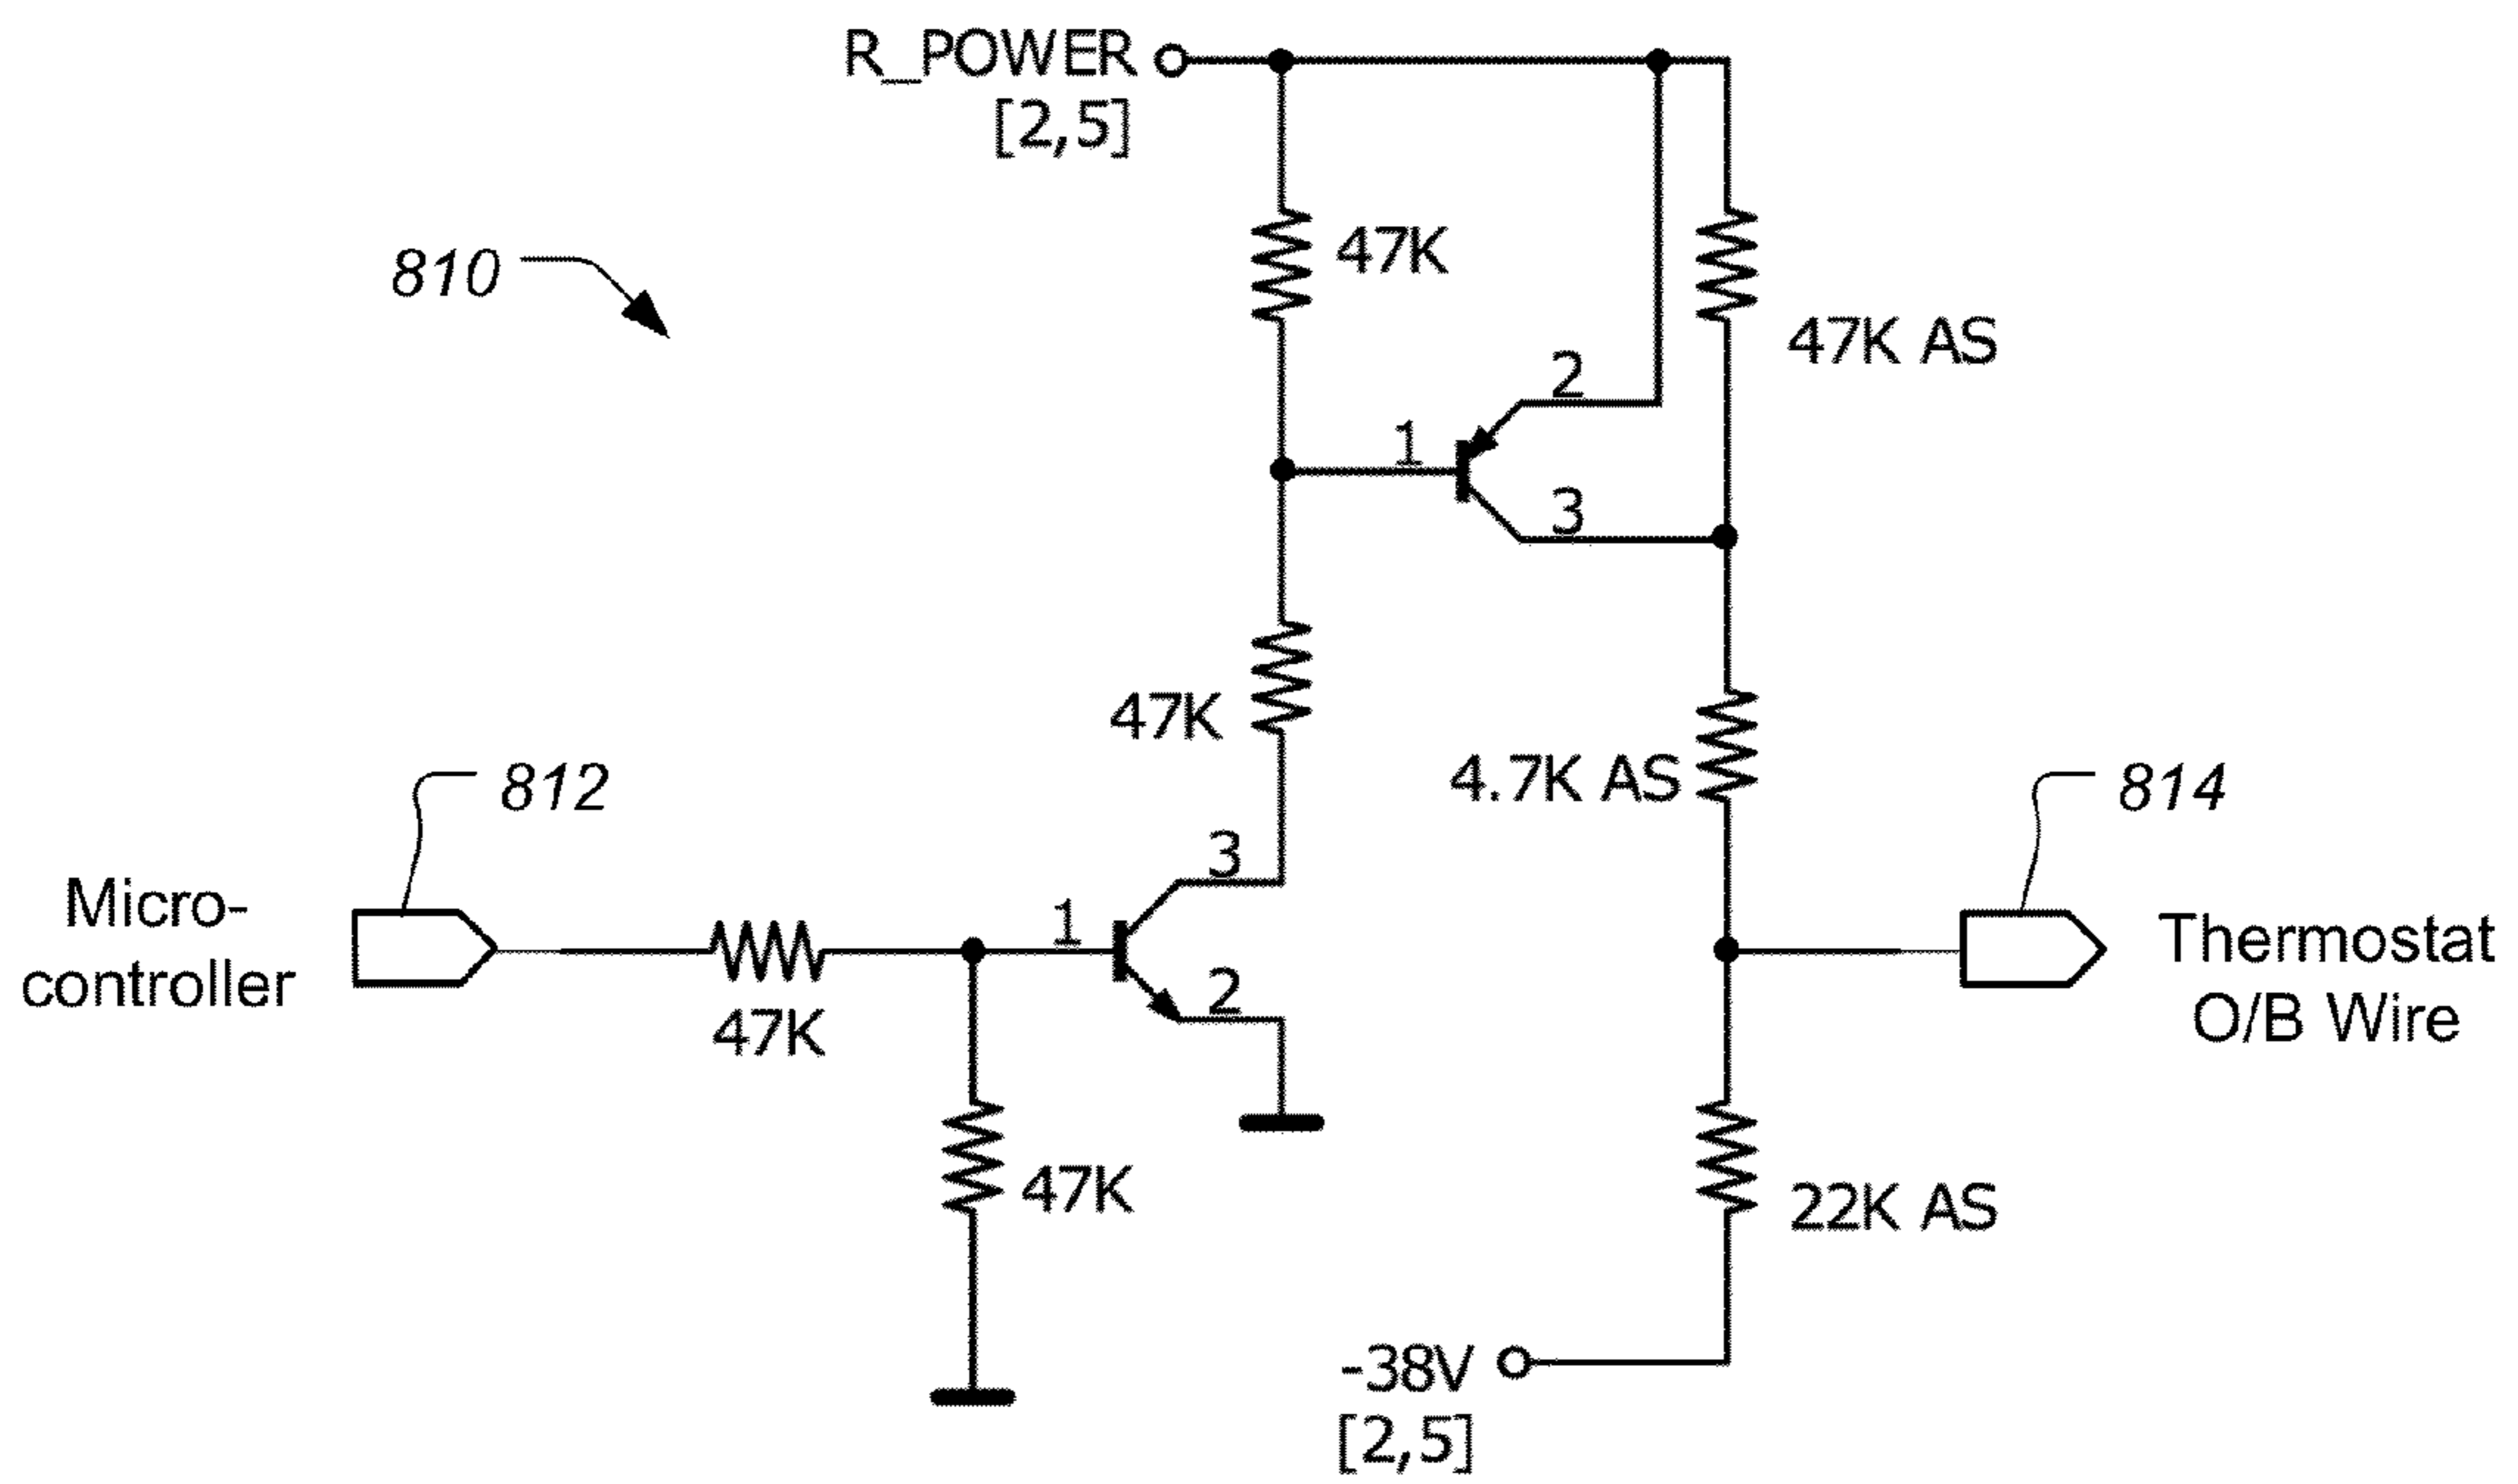 R_POWER
[2,5]
810
47K
47K AS
2
1
3
47K
4.7K AS
812
814
3
Micro-
controller
1
47K
2
Thermostat
O/B Wire
47K
22K AS
-38V
[2,5]